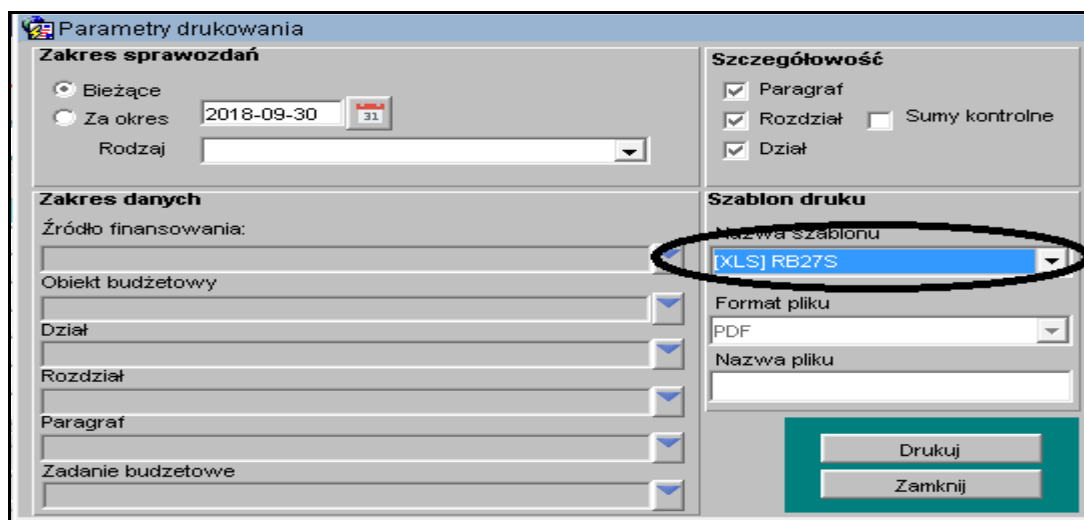 Parametry drukowania
Zakres sprawozdań
Bieżące
Za okres 2018-09-30 31
Rodzaj
Szczegółowość
Paragraf
Rozdział Sumy kontrolne
Dział
Zakres danych
Źródło finansowania:
Obiekt budżetowy
Dział
Rozdział
Paragraf
Zadanie budzetowe
Szablon druku
Nazwa szablonu
[XLS] RB27S
Format pliku
PDF
Nazwa pliku
Drukuj
Zamknij